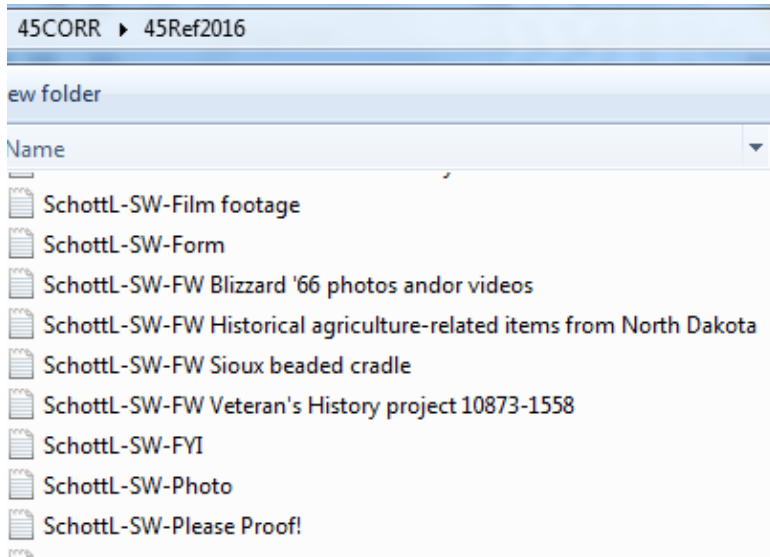 45CORR ▸ 45Ref2016
ew folder
Name
SchottL-SW-Film footage
SchottL-SW-Form
SchottL-SW-FW Blizzard '66 photos andor videos
SchottL-SW-FW Historical agriculture-related items from North Dakota
SchottL-SW-FW Sioux beaded cradle
SchottL-SW-FW Veteran's History project 10873-1558
SchottL-SW-FYI
SchottL-SW-Photo
SchottL-SW-Please Proof!